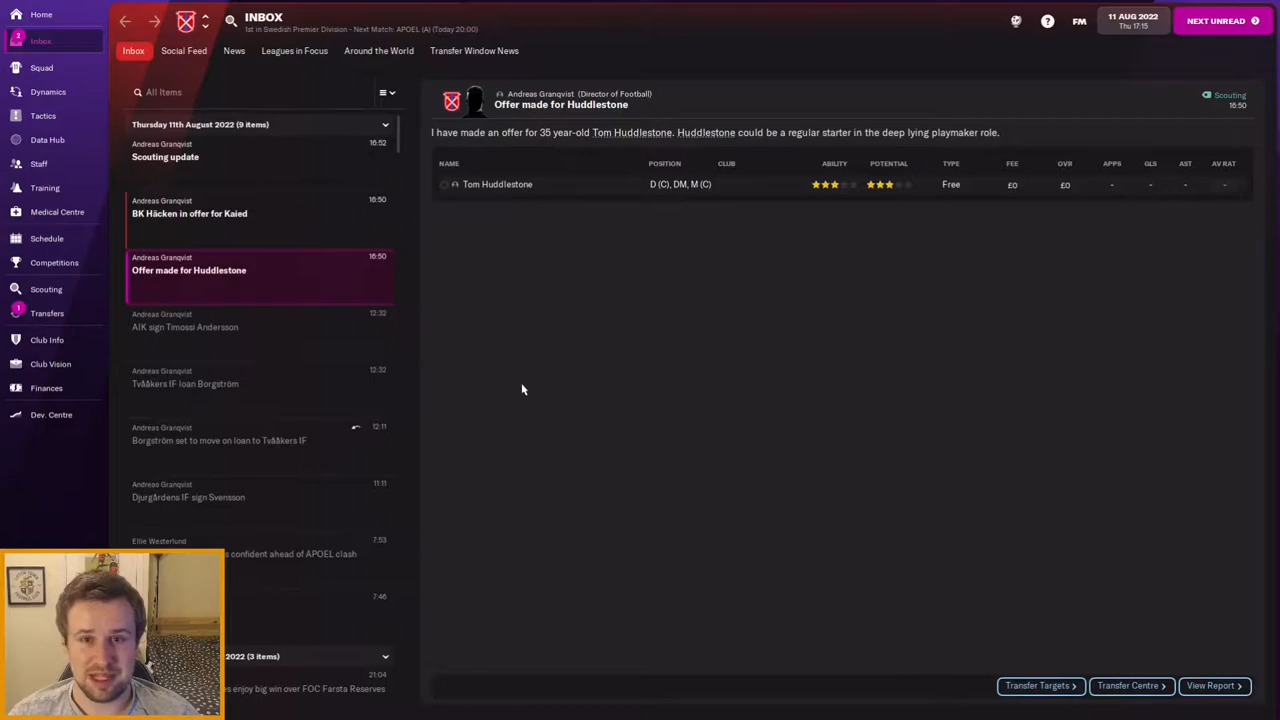 Home
2
Inbox
Squad
Dynamics
Tactics
Data Hub
Staff
Training
Medical Centre
Schedule
Competitions
Scouting
1
Transfers
Club Info
Club Vision
Finances
Dev. Centre
INBOX
1st in Swedish Premier Division - Next Match: APOEL (A) (Today 20:00)
?
FM
11 AUG 2022
Thu 17:15
NEXT UNREAD
Inbox Social Feed News Leagues in Focus Around the World Transfer Window News
All Items
Thursday 11th August 2022 (9 items)
Andreas Granqvist 16:52
Scouting update
Andreas Granqvist 16:50
BK Häcken in offer for Kaied
Andreas Granqvist 16:50
Offer made for Huddlestone
Andreas Granqvist 12:32
AIK sign Timossi Andersson
Andreas Granqvist 12:32
Tvååkers IF loan Borgström
Andreas Granqvist 12:11
Borgström set to move on loan to Tvååkers IF
Andreas Granqvist 11:11
Djurgårdens IF sign Svensson
Ellie Westerlund 7:53
s confident ahead of APOEL clash
7:46
2022 (3 items)
21:04
es enjoy big win over FOC Farsta Reserves
Andreas Granqvist (Director of Football)
Offer made for Huddlestone
Scouting
16:50
I have made an offer for 35 year-old Tom Huddlestone. Huddlestone could be a regular starter in the deep lying playmaker role.
NAME POSITION CLUB ABILITY POTENTIAL TYPE FEE OVR APPS GLS AST AV RAT
Tom Huddlestone D (C), DM, M (C) Free £0 £0 - - - -
Transfer Targets Transfer Centre View Report